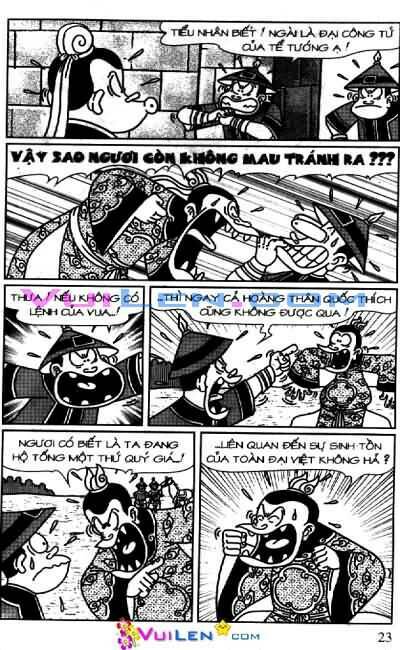 TIỂU NHÂN BIẾT! NGÀI LÀ ĐẠI CÔNG TỬ
CỦA TỂ TƯỚNG Ạ!
VẬY SAO NGƯƠI CÒN KHÔNG MAU TRÁNH RA???
THƯA! NẾU KHÔNG CÓ
LỆNH CỦA VUA...!
...THÌ NGAY CẢ HOÀNG THÂN QUỐC THÍCH
CŨNG KHÔNG ĐƯỢC QUA!
VUILEN.COM
NGƯƠI CÓ BIẾT LÀ TA ĐANG
HỘ TỐNG MỘT THỨ QUÝ GIÁ...!
...LIÊN QUAN ĐẾN SỰ SINH TỒN
CỦA TOÀN ĐẠI VIỆT KHÔNG HẢ?
23
VUILEN.COM